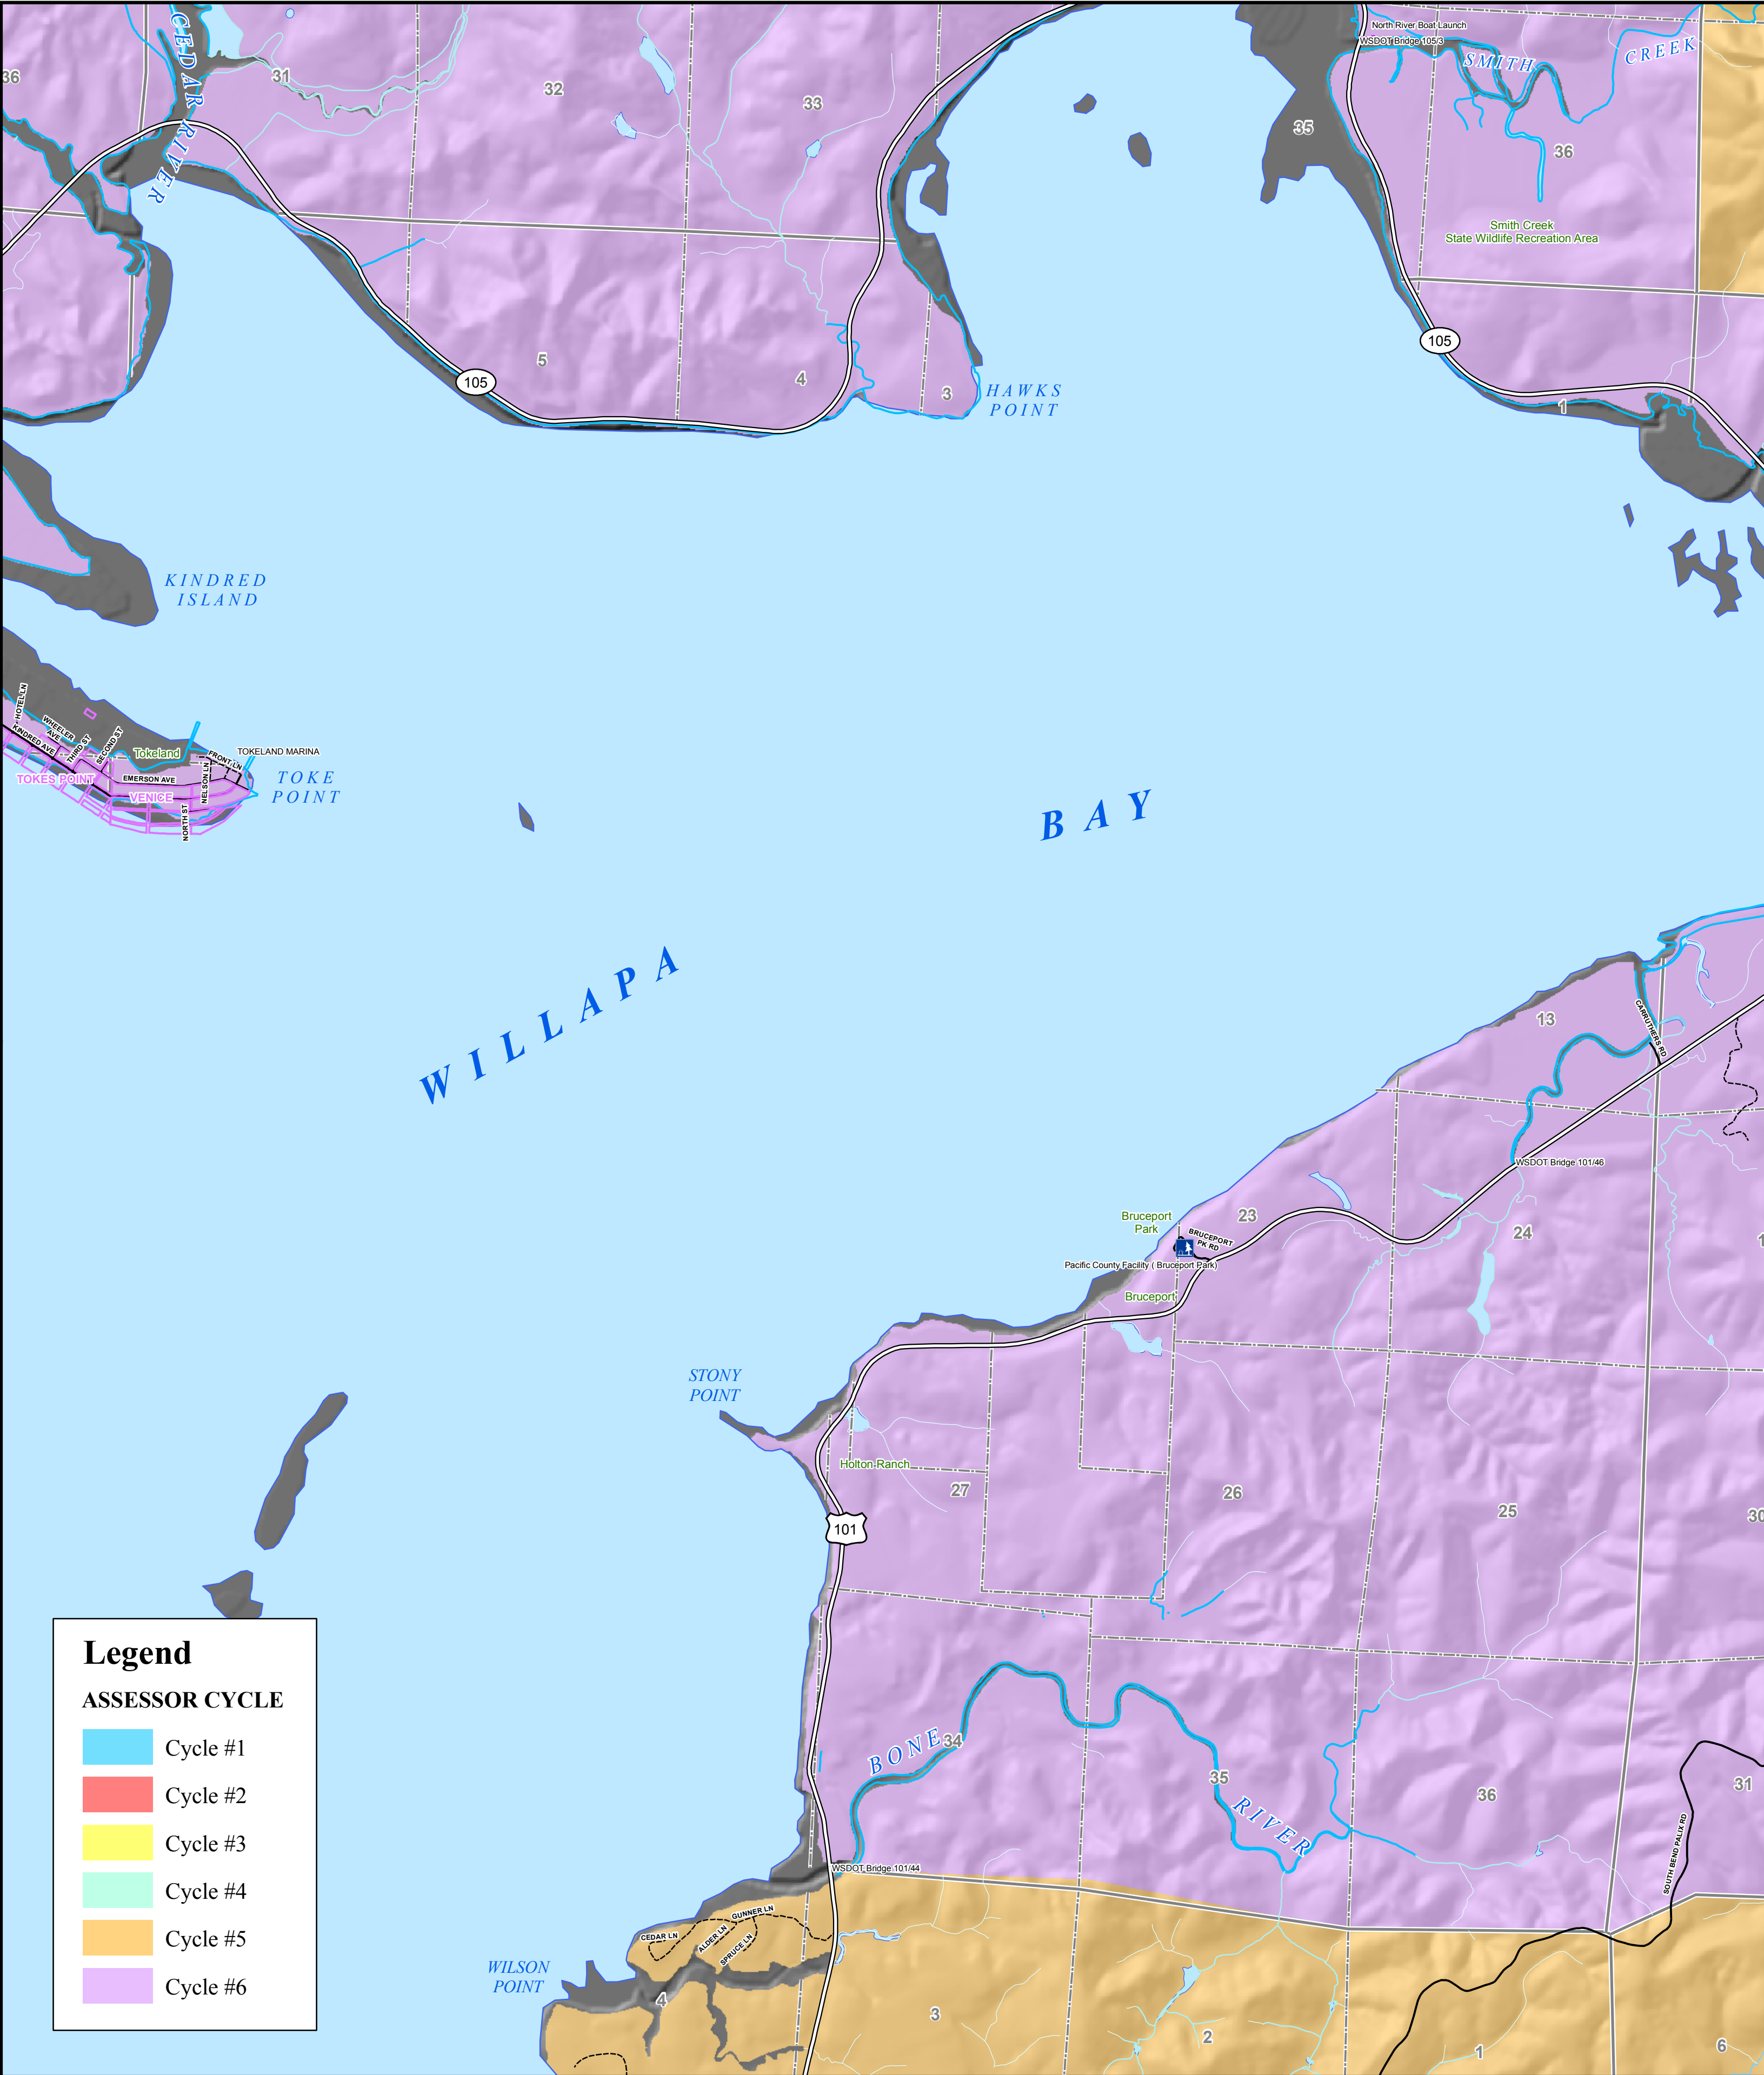 CEDAR RIVER
North River Boat Launch
WSDOT Bridge 105/3
SMITH
CREEK
36
31
32
33
35
36
Smith Creek
State Wildlife Recreation Area
105
5
4
3
105
1
HAWKS
POINT
KINDRED
ISLAND
HOTEL LN
WHEELER
AVE
KINDRED AVE
THIRD ST
SECOND ST
Tokeland
FRONT LN
TOKELAND MARINA
TOKES POINT
EMERSON AVE
NELSON LN
VENICE
NORTH ST
TOKE
POINT
BAY
WILLAPA
13
CARRUTHERS RD
WSDOT Bridge 101/46
Bruceport
Park
23
BRUCEPORT
PK RD
24
Pacific County Facility ( Bruceport Park)
Bruceport
STONY
POINT
Holton Ranch
27
26
25
30
101
BONE
34
35
RIVER
36
31
SOUTH BEND PALIX RD
WSDOT Bridge 101/44
GUNNER LN
CEDAR LN
ALDER LN
SPRUCE LN
WILSON
POINT
4
3
2
1
6
Legend
ASSESSOR CYCLE
Cycle #1
Cycle #2
Cycle #3
Cycle #4
Cycle #5
Cycle #6